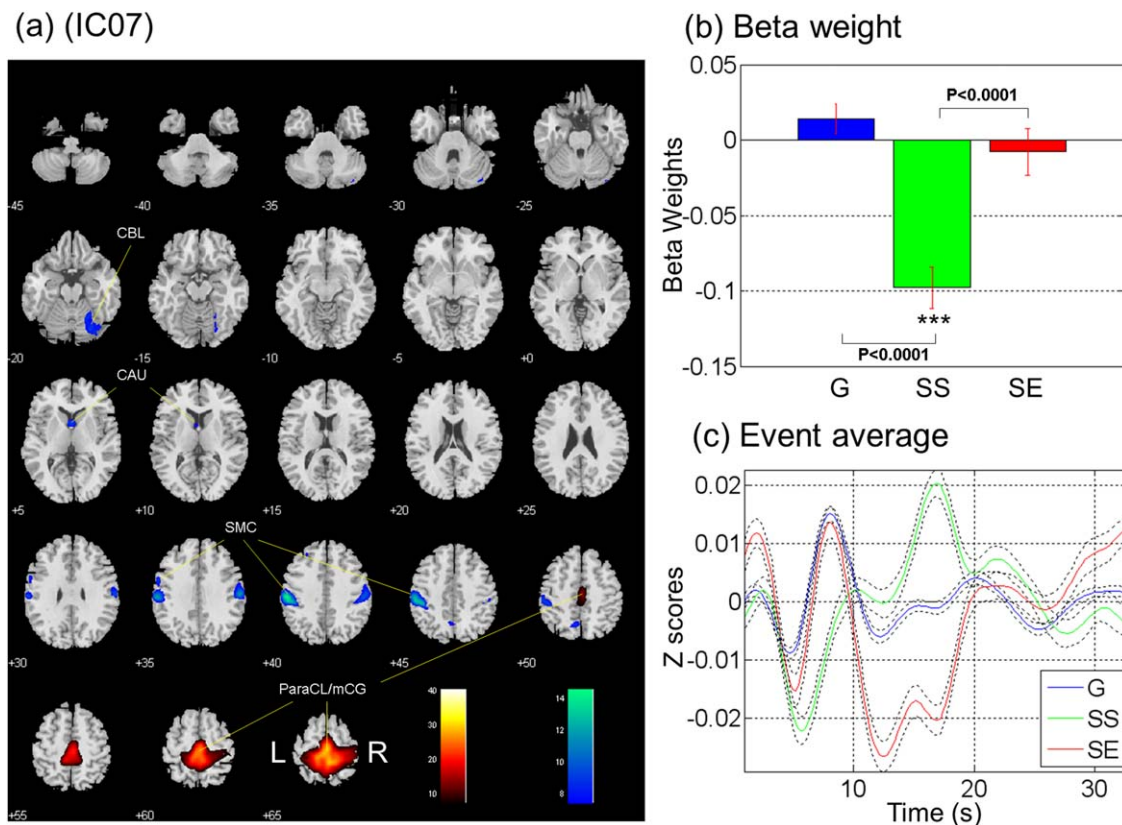 (a) (IC07)
-45 -40 -35 -30 -25
CBL
-20 -15 -10 -5 +0
CAU
+5 +10 +15 +20 +25
SMC
+30 +35 +40 +45 +50
ParaCL/mCG
L R
40
30
20
10
14
12
10
8
+55 +60 +65
(b) Beta weight
0.05
0
-0.05
-0.1
-0.15
Beta Weights
P<0.0001
***
P<0.0001
G SS SE
(c) Event average
0.02
0.01
0
-0.01
-0.02
Z scores
G
SS
SE
10 20 30
Time (s)